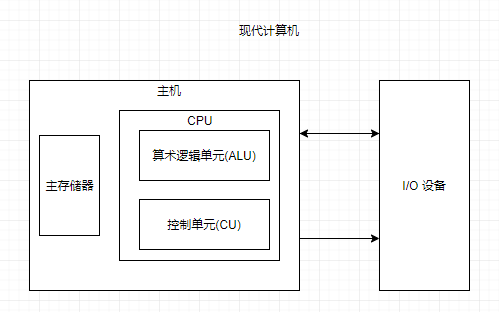 现代计算机
主机
CPU
算术逻辑单元(ALU)
主存储器
控制单元(CU)
I/O 设备